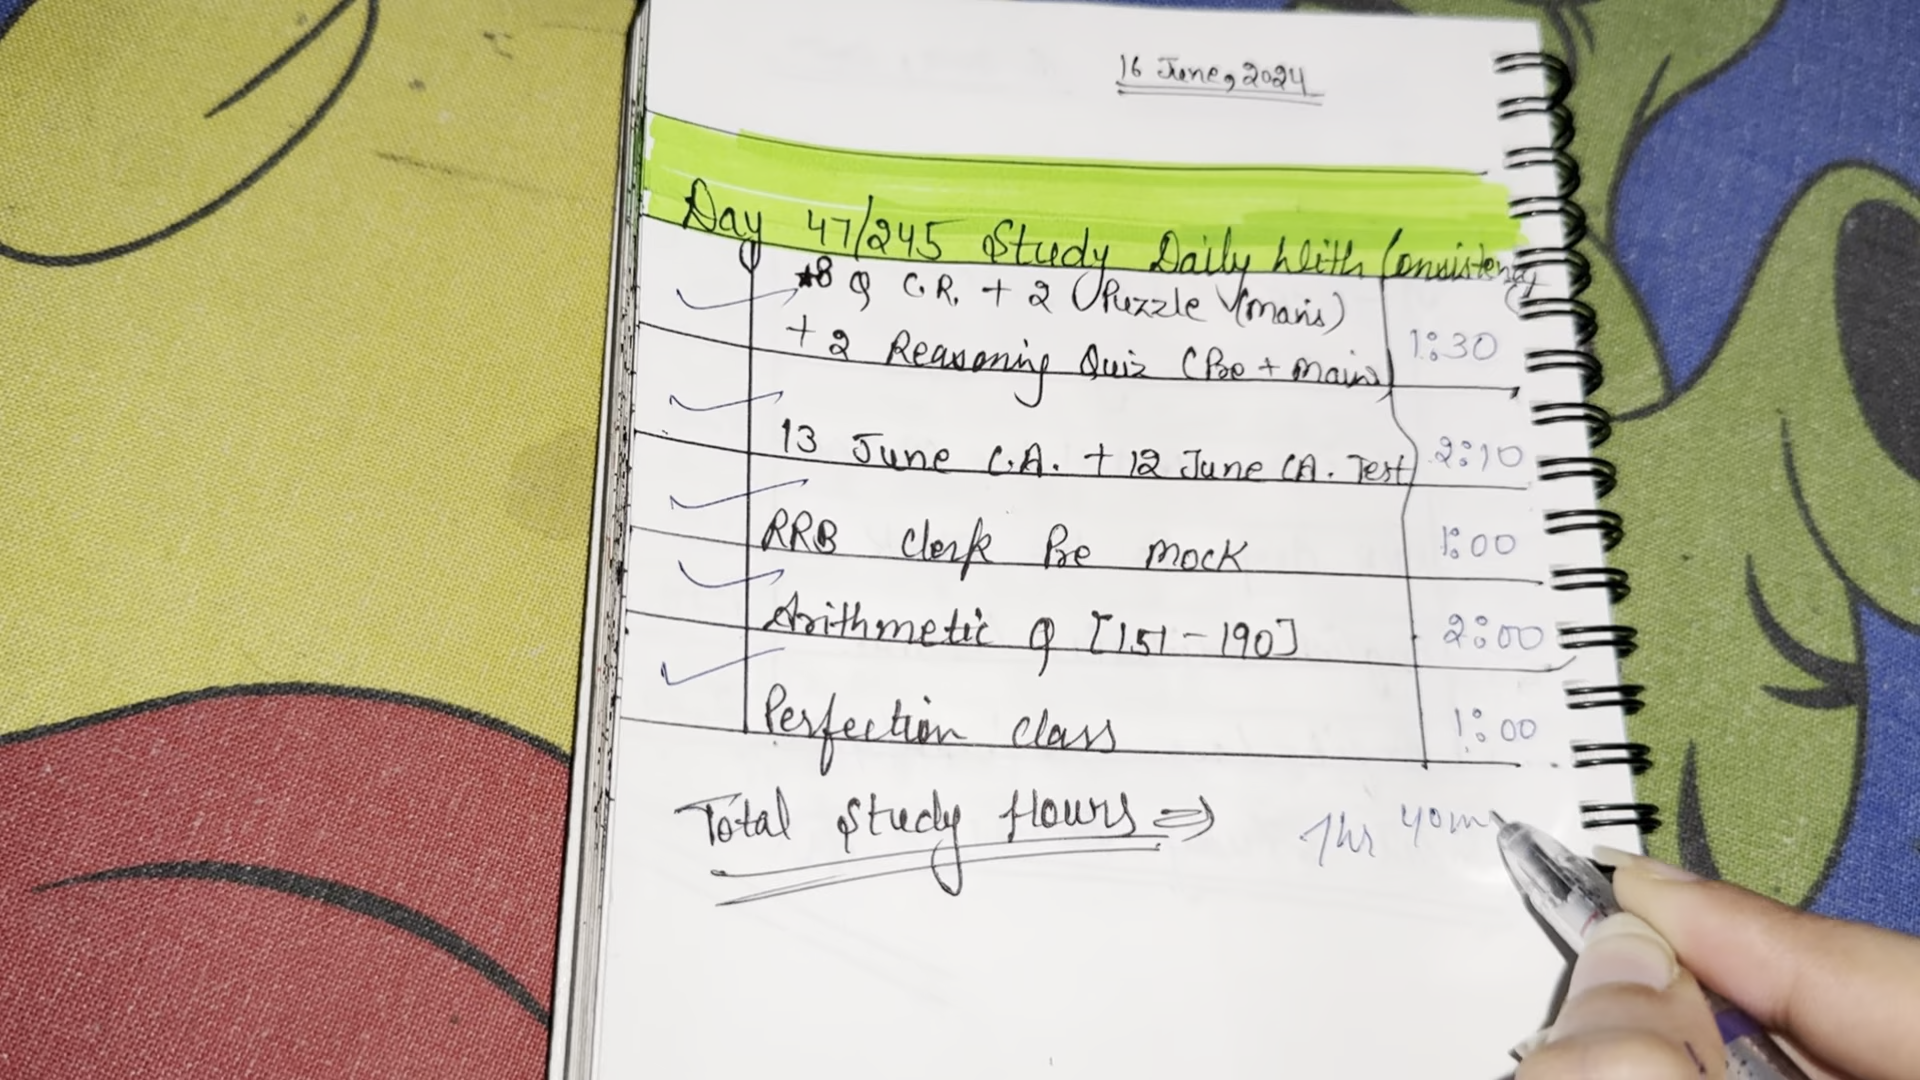 16 June, 2024
Day 47/245 Study Daily With Consistency
*8 Q C.R. + 2 Puzzle (Mains)
+ 2 Reasoning Quiz (Pre + Mains)
1:30
13 June C.A. + 12 June CA. Test
2:10
RRB Clerk Pre Mock
1:00
Arithmetic Q [151-190]
2:00
Perfection Class
1:00
Total Study Hours ⇒ 7hr 40m